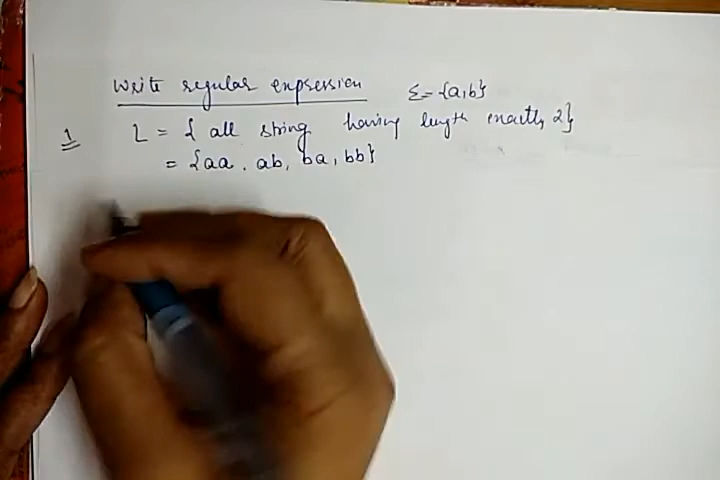 Write regular expression Σ={a,b}
1 L = { all string having length exactly 2}
= {aa, ab, ba, bb}